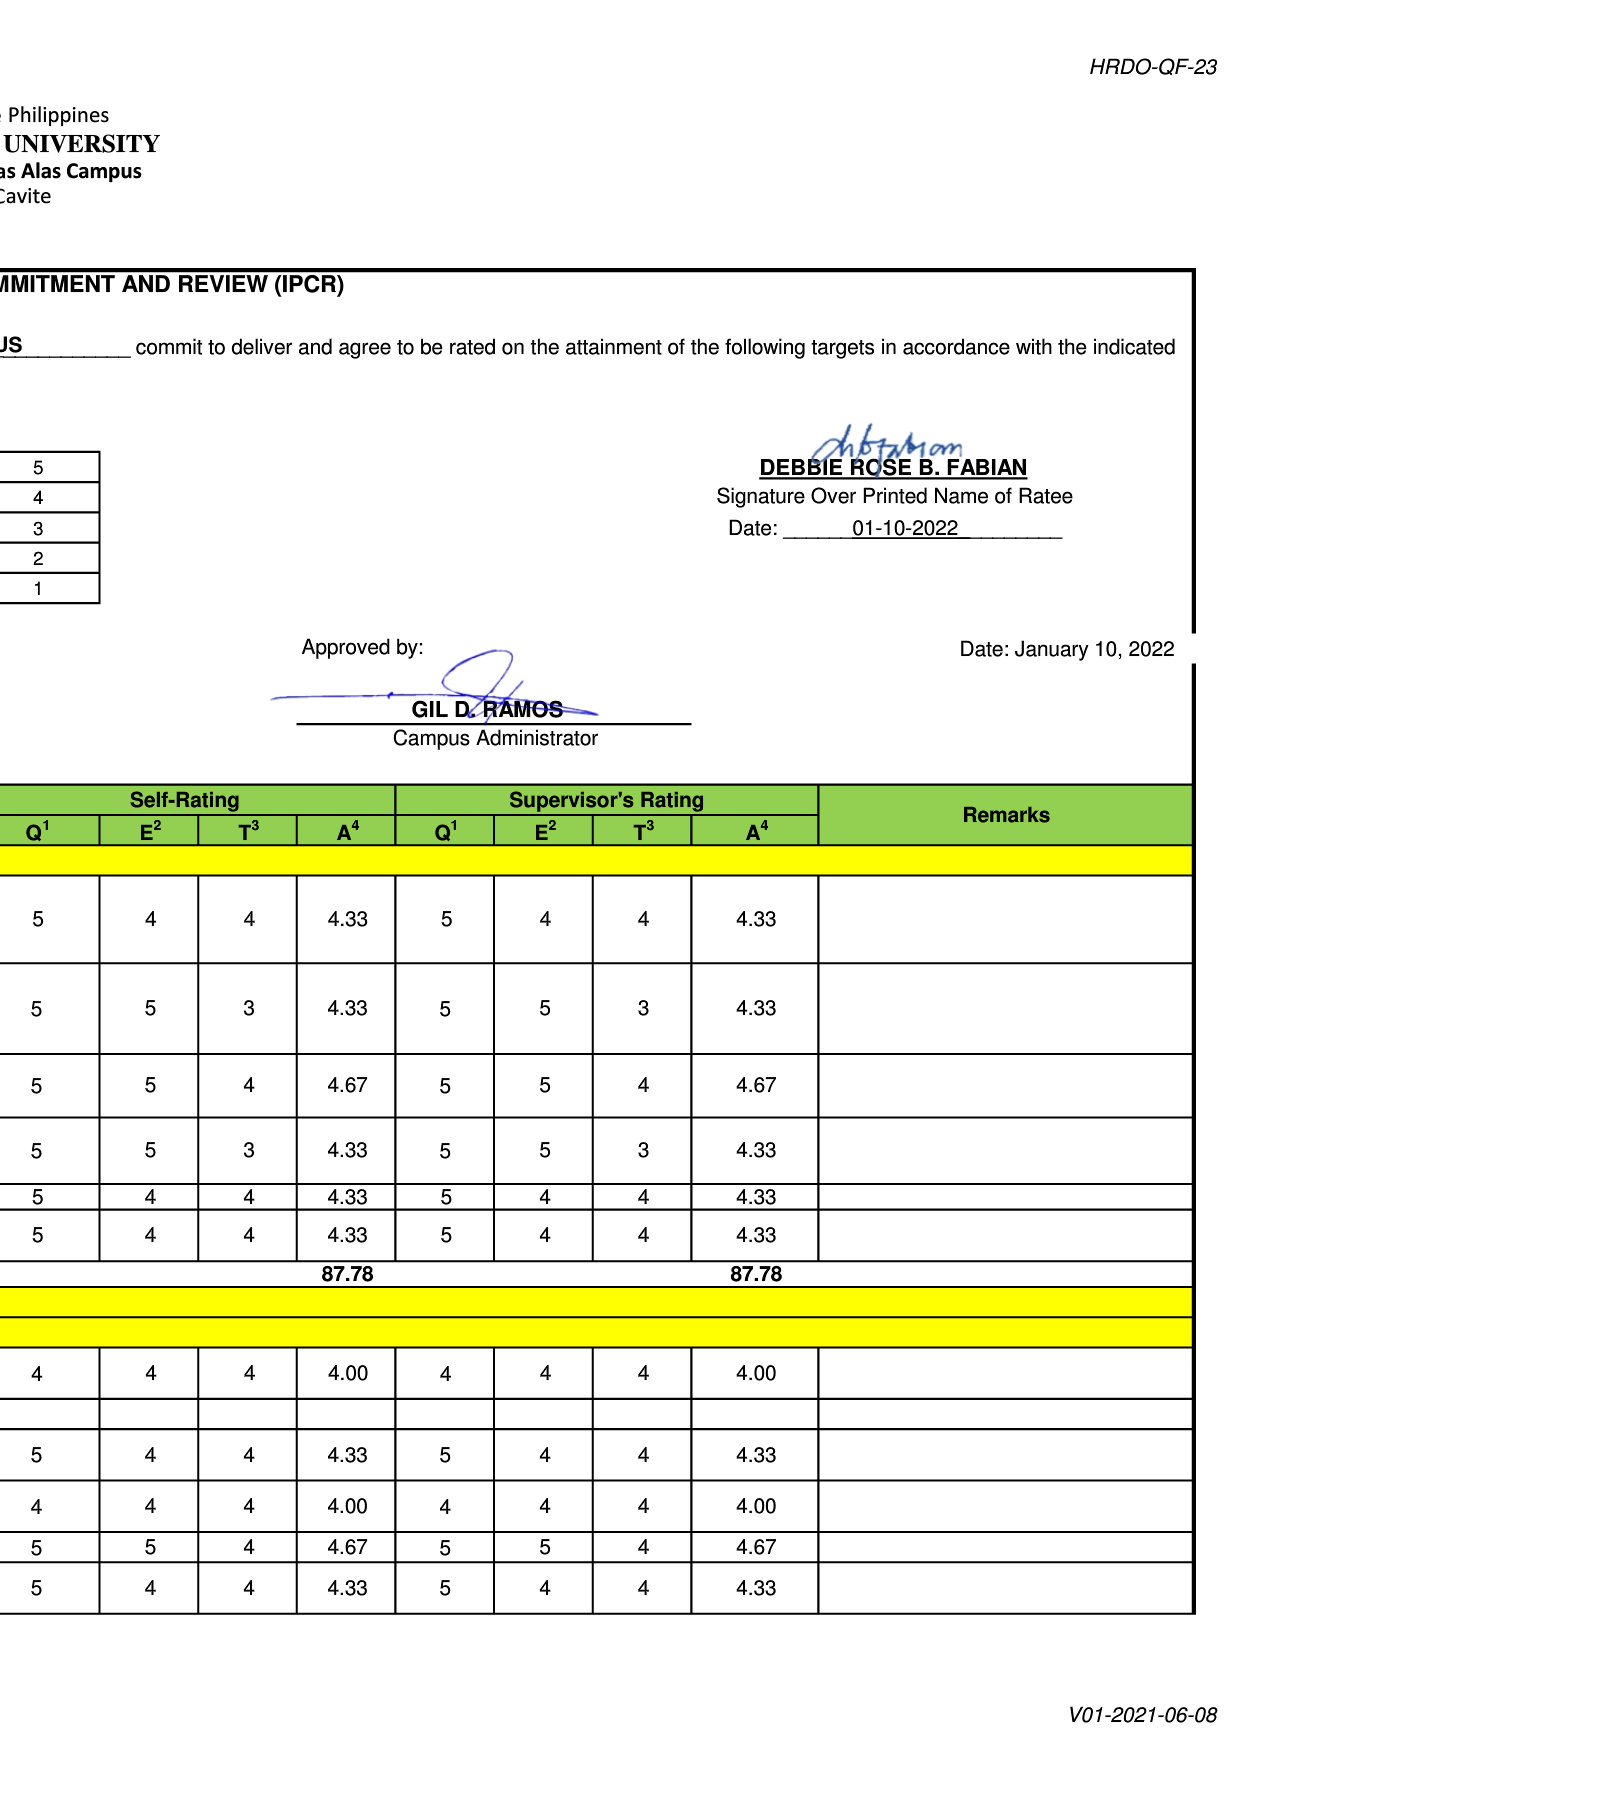 HRDO-QF-23
Philippines
UNIVERSITY
as Alas Campus
Cavite
MMITMENT AND REVIEW (IPCR)
US__________ commit to deliver and agree to be rated on the attainment of the following targets in accordance with the indicated
5
4
3
2
1
DEBBIE ROSE B. FABIAN
Signature Over Printed Name of Ratee
Date: ______01-10-2022________
Approved by:
Date: January 10, 2022
GIL D. RAMOS
Campus Administrator
Self-Rating Supervisor's Rating Remarks
Q¹ E² T³ A⁴ Q¹ E² T³ A⁴
5 4 4 4.33 5 4 4 4.33
5 5 3 4.33 5 5 3 4.33
5 5 4 4.67 5 5 4 4.67
5 5 3 4.33 5 5 3 4.33
5 4 4 4.33 5 4 4 4.33
5 4 4 4.33 5 4 4 4.33
87.78 87.78
4 4 4 4.00 4 4 4 4.00
5 4 4 4.33 5 4 4 4.33
4 4 4 4.00 4 4 4 4.00
5 5 4 4.67 5 5 4 4.67
5 4 4 4.33 5 4 4 4.33
V01-2021-06-08